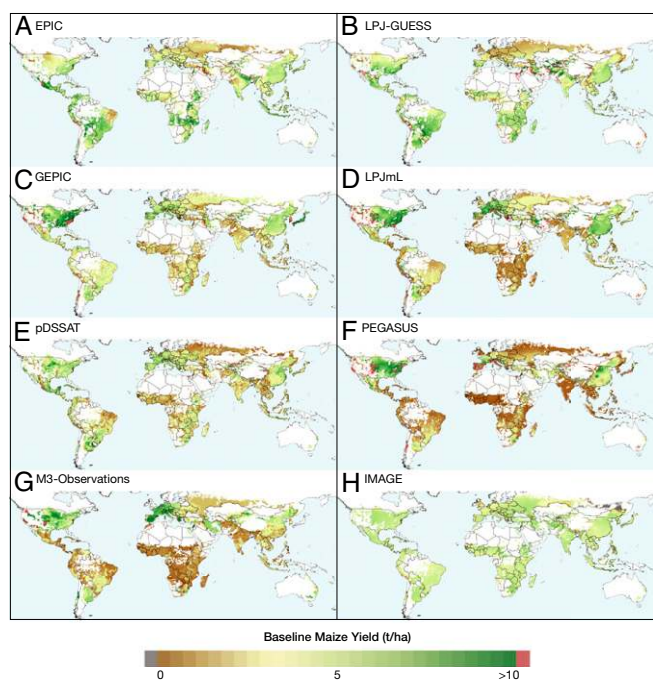 A EPIC
B LPJ-GUESS
C GEPIC
D LPJmL
E pDSSAT
F PEGASUS
G M3-Observations
H IMAGE
Baseline Maize Yield (t/ha)
0 5 >10